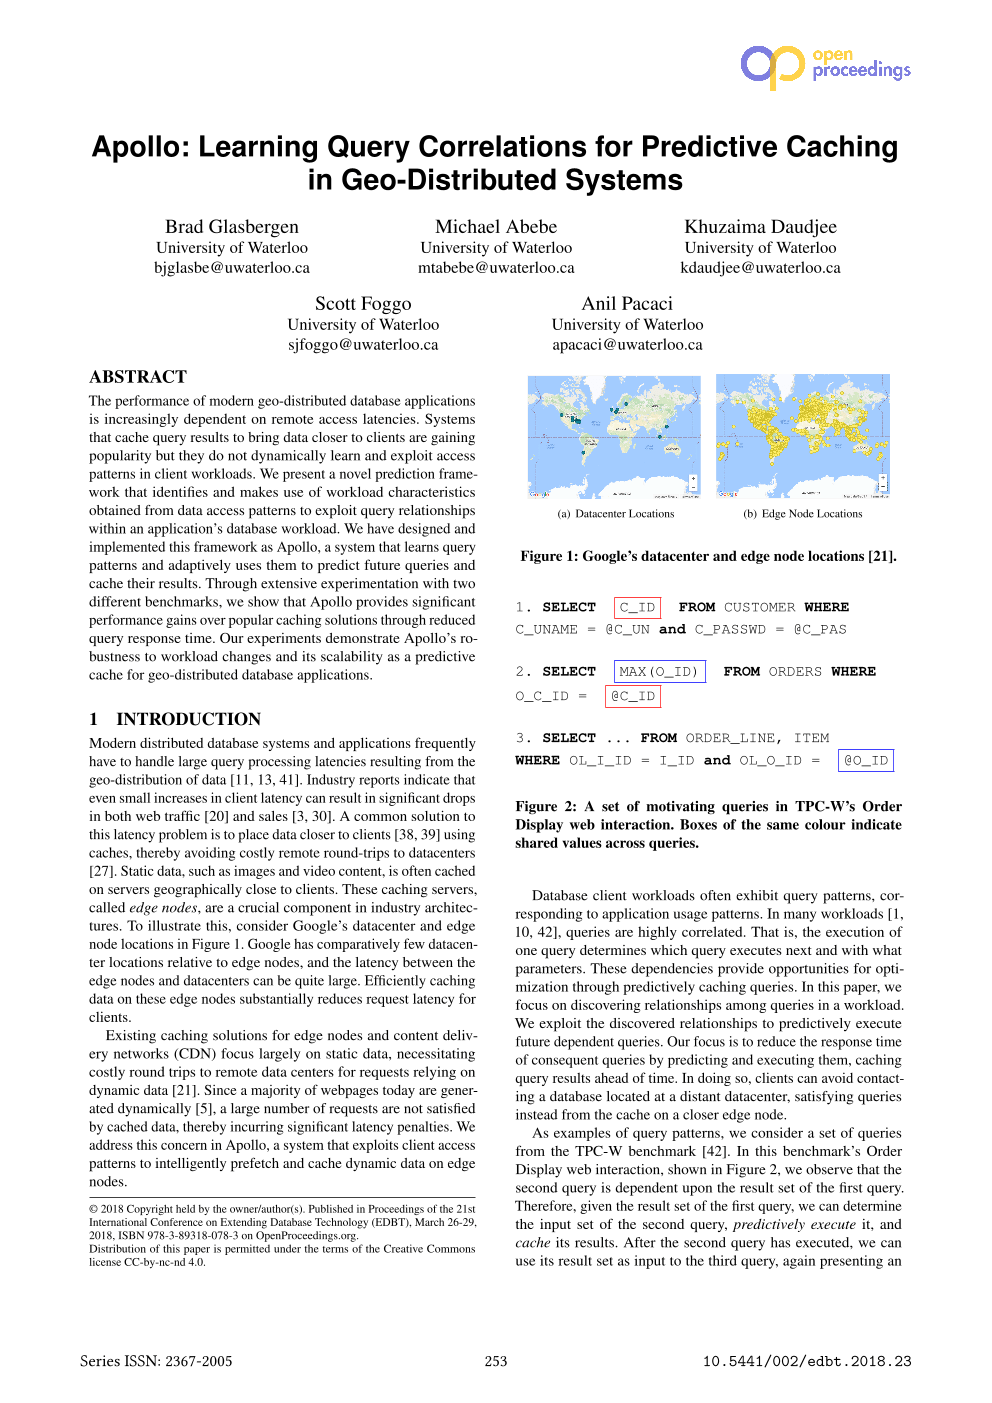 open
proceedings
Apollo: Learning Query Correlations for Predictive Caching
in Geo-Distributed Systems
Brad Glasbergen
University of Waterloo
bjglasbe@uwaterloo.ca
Michael Abebe
University of Waterloo
mtabebe@uwaterloo.ca
Khuzaima Daudjee
University of Waterloo
kdaudjee@uwaterloo.ca
Scott Foggo
University of Waterloo
sjfoggo@uwaterloo.ca
Anil Pacaci
University of Waterloo
apacaci@uwaterloo.ca
ABSTRACT
The performance of modern geo-distributed database applications
is increasingly dependent on remote access latencies. Systems
that cache query results to bring data closer to clients are gaining
popularity but they do not dynamically learn and exploit access
patterns in client workloads. We present a novel prediction frame-
work that identifies and makes use of workload characteristics
obtained from data access patterns to exploit query relationships
within an application's database workload. We have designed and
implemented this framework as Apollo, a system that learns query
patterns and adaptively uses them to predict future queries and
cache their results. Through extensive experimentation with two
different benchmarks, we show that Apollo provides significant
performance gains over popular caching solutions through reduced
query response time. Our experiments demonstrate Apollo's ro-
bustness to workload changes and its scalability as a predictive
cache for geo-distributed database applications.
1 INTRODUCTION
Modern distributed database systems and applications frequently
have to handle large query processing latencies resulting from the
geo-distribution of data [11, 13, 41]. Industry reports indicate that
even small increases in client latency can result in significant drops
in both web traffic [20] and sales [3, 30]. A common solution to
this latency problem is to place data closer to clients [38, 39] using
caches, thereby avoiding costly remote round-trips to datacenters
[27]. Static data, such as images and video content, is often cached
on servers geographically close to clients. These caching servers,
called edge nodes, are a crucial component in industry architec-
tures. To illustrate this, consider Google's datacenter and edge
node locations in Figure 1. Google has comparatively few datacen-
ter locations relative to edge nodes, and the latency between the
edge nodes and datacenters can be quite large. Efficiently caching
data on these edge nodes substantially reduces request latency for
clients.
Existing caching solutions for edge nodes and content deliv-
ery networks (CDN) focus largely on static data, necessitating
costly round trips to remote data centers for requests relying on
dynamic data [21]. Since a majority of webpages today are gener-
ated dynamically [5], a large number of requests are not satisfied
by cached data, thereby incurring significant latency penalties. We
address this concern in Apollo, a system that exploits client access
patterns to intelligently prefetch and cache dynamic data on edge
nodes.
© 2018 Copyright held by the owner/author(s). Published in Proceedings of the 21st
International Conference on Extending Database Technology (EDBT), March 26-29,
2018, ISBN 978-3-89318-078-3 on OpenProceedings.org.
Distribution of this paper is permitted under the terms of the Creative Commons
license CC-by-nc-nd 4.0.
(a) Datacenter Locations
(b) Edge Node Locations
Figure 1: Google's datacenter and edge node locations [21].
1. SELECT C_ID FROM CUSTOMER WHERE
C_UNAME = @C_UN and C_PASSWD = @C_PAS
2. SELECT MAX(O_ID) FROM ORDERS WHERE
O_C_ID = @C_ID
3. SELECT ... FROM ORDER_LINE, ITEM
WHERE OL_I_ID = I_ID and OL_O_ID = @O_ID
Figure 2: A set of motivating queries in TPC-W's Order
Display web interaction. Boxes of the same colour indicate
shared values across queries.
Database client workloads often exhibit query patterns, cor-
responding to application usage patterns. In many workloads [1,
10, 42], queries are highly correlated. That is, the execution of
one query determines which query executes next and with what
parameters. These dependencies provide opportunities for opti-
mization through predictively caching queries. In this paper, we
focus on discovering relationships among queries in a workload.
We exploit the discovered relationships to predictively execute
future dependent queries. Our focus is to reduce the response time
of consequent queries by predicting and executing them, caching
query results ahead of time. In doing so, clients can avoid contact-
ing a database located at a distant datacenter, satisfying queries
instead from the cache on a closer edge node.
As examples of query patterns, we consider a set of queries
from the TPC-W benchmark [42]. In this benchmark's Order
Display web interaction, shown in Figure 2, we observe that the
second query is dependent upon the result set of the first query.
Therefore, given the result set of the first query, we can determine
the input set of the second query, predictively execute it, and
cache its results. After the second query has executed, we can
use its result set as input to the third query, again presenting an
Series ISSN: 2367-2005
253
10.5441/002/edbt.2018.23